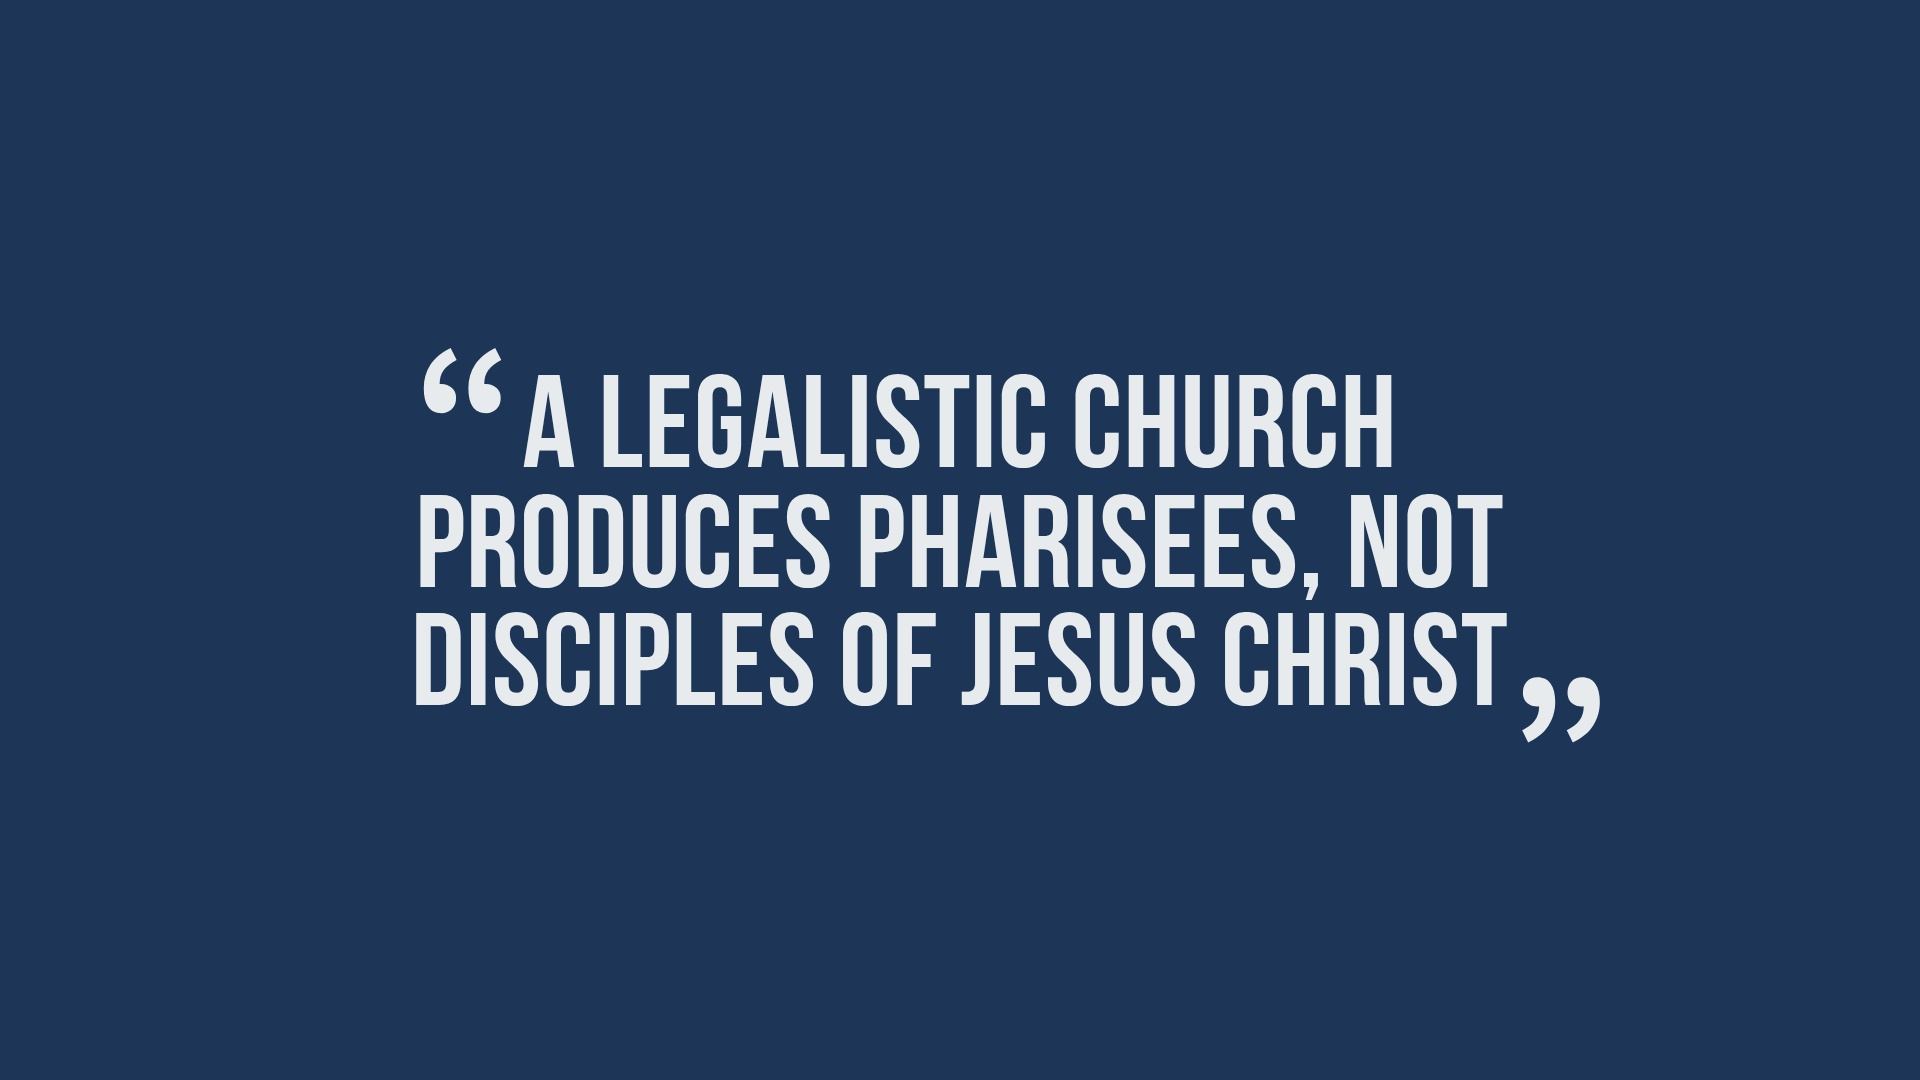 “A LEGALISTIC CHURCH
PRODUCES PHARISEES, NOT
DISCIPLES OF JESUS CHRIST”